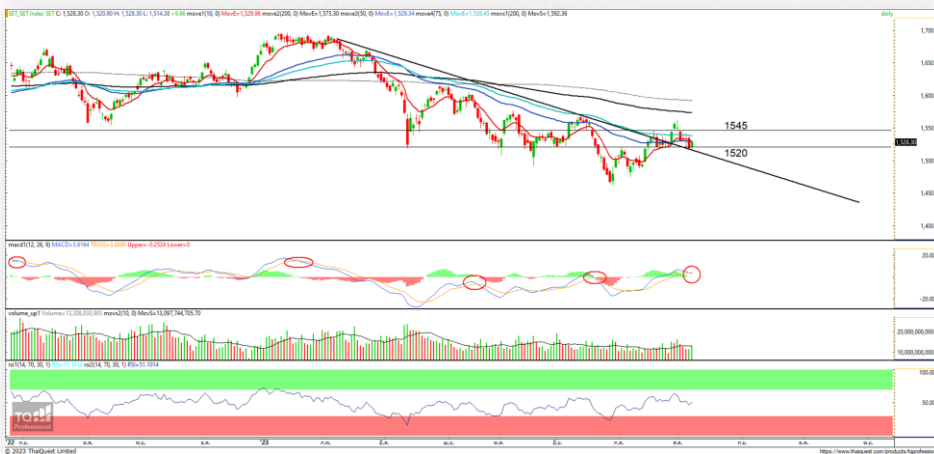 SET_SET Index SET C: 1,528.30 O: 1,520.90 H: 1,528.30 L: 1,514.38 +9.86 move1(10, 0) MovE=1,529.96 move2(200, 0) MovE=1,573.30 move3(50, 0) MovE=1,529.34 move4(75, 0) MovE=1,538.45 movs1(200, 0) MovS=1,592.36 daily
1,700
1,650
1,600
1545
1,550
1,528.30
1520
1,500
1,450
1,400
macd1(12, 26, 9) MACD=3.6164 Upper=-0.2524 Lower=0
20.00
-20.00
volume_up1 movs2(10, 0) MovS=13,097,744,705.70
20,000,000,000
10,000,000,000
rsi1(14, 70, 30, 1) rsi2(14, 70, 30, 1) RSI=51.1014
100.00
50.00
0.00
TQ
Professional
'22 '23
© 2023 ThaiQuest Limited https://www.thaiquest.com/products/tqprofessio